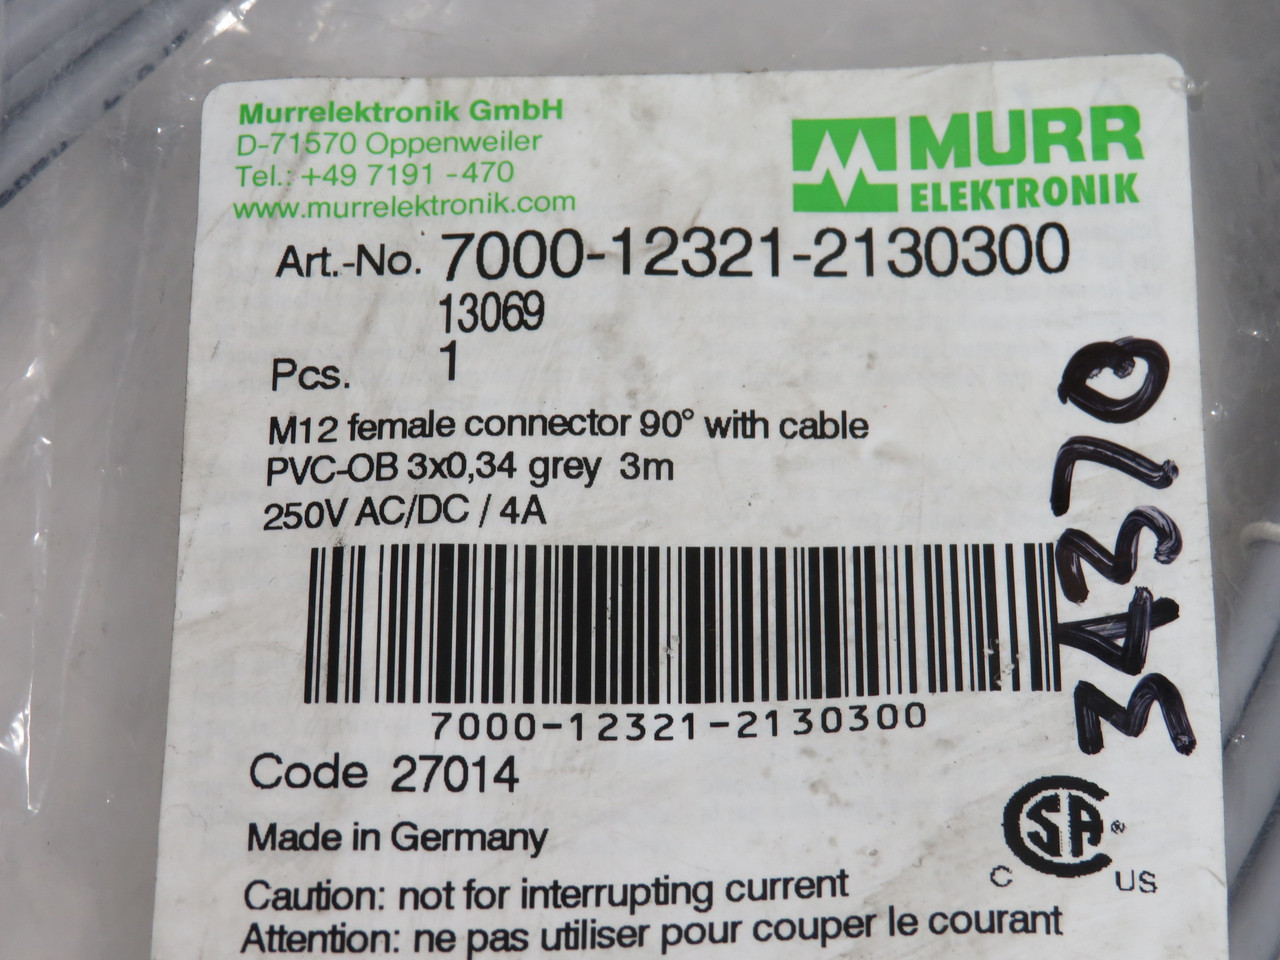 Murrelektronik GmbH
D-71570 Oppenweiler
Tel.: +49 7191 -470
www.murrelektronik.com
MURR
ELEKTRONIK
Art.-No. 7000-12321-2130300
13069
Pcs. 1
M12 female connector 90° with cable
PVC-OB 3x0,34 grey 3m
250V AC/DC / 4A
7000-12321-2130300
34370
Code 27014
Made in Germany
CSA®
C US
Caution: not for interrupting current
Attention: ne pas utiliser pour couper le courant